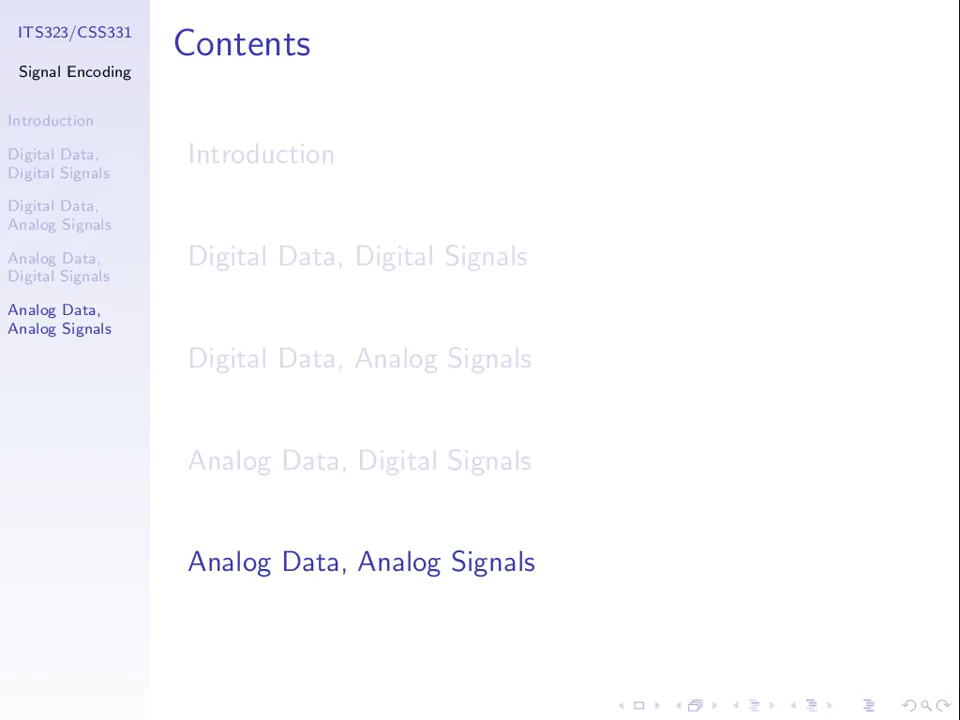 ITS323/CSS331
Signal Encoding
Introduction
Digital Data,
Digital Signals
Digital Data,
Analog Signals
Analog Data,
Digital Signals
Analog Data,
Analog Signals
Contents
Introduction
Digital Data, Digital Signals
Digital Data, Analog Signals
Analog Data, Digital Signals
Analog Data, Analog Signals